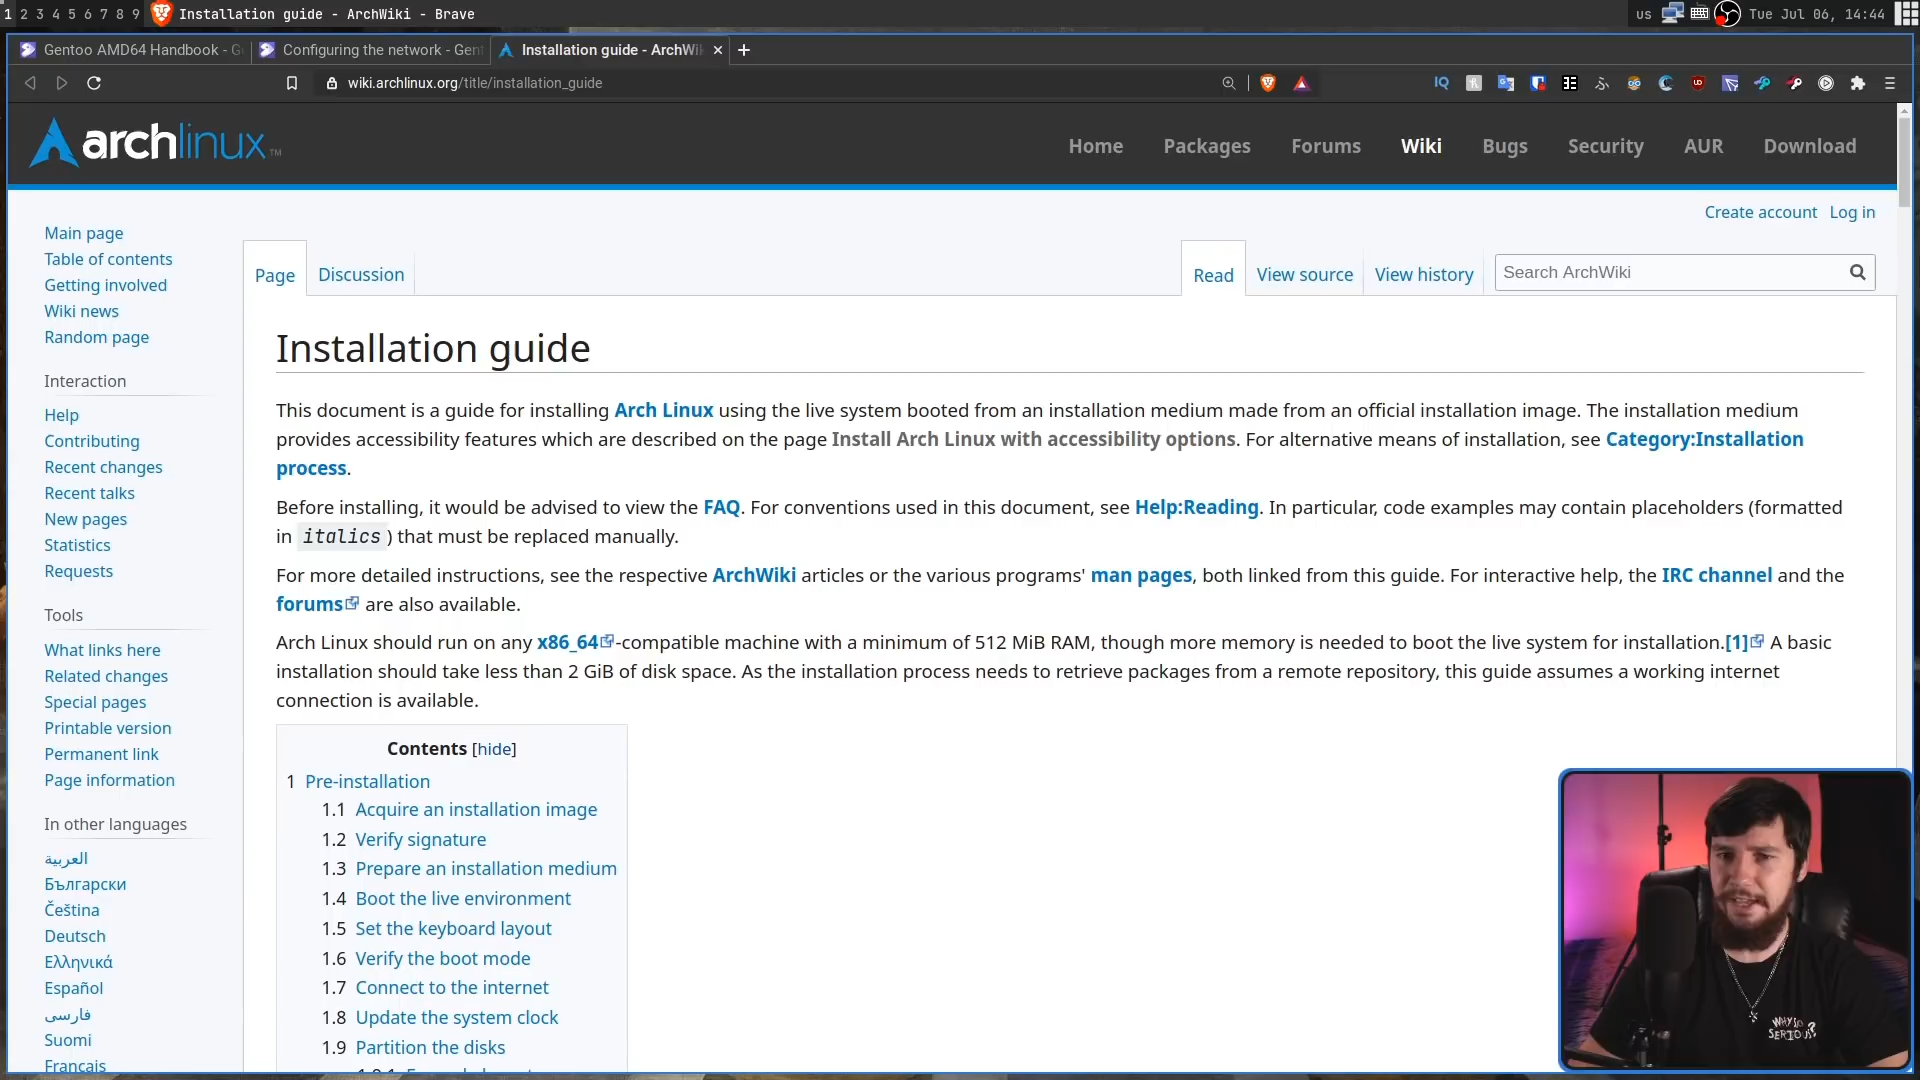 1 2 3 4 5 6 7 8 9 Installation guide - ArchWiki - Brave
us Tue Jul 06, 14:44
Gentoo AMD64 Handbook - G
Configuring the network - Gent
Installation guide - ArchWi
wiki.archlinux.org/title/installation_guide
archlinux™
Home Packages Forums Wiki Bugs Security AUR Download
Create account Log in
Main page
Table of contents
Getting involved
Wiki news
Random page
Interaction
Help
Contributing
Recent changes
Recent talks
New pages
Statistics
Requests
Tools
What links here
Related changes
Special pages
Printable version
Permanent link
Page information
In other languages
العربية
Български
Čeština
Deutsch
Ελληνικά
Español
فارسی
Suomi
Français
Page Discussion
Read View source View history Search ArchWiki
Installation guide
This document is a guide for installing Arch Linux using the live system booted from an installation medium made from an official installation image. The installation medium
provides accessibility features which are described on the page Install Arch Linux with accessibility options. For alternative means of installation, see Category:Installation
process.
Before installing, it would be advised to view the FAQ. For conventions used in this document, see Help:Reading. In particular, code examples may contain placeholders (formatted
in italics) that must be replaced manually.
For more detailed instructions, see the respective ArchWiki articles or the various programs' man pages, both linked from this guide. For interactive help, the IRC channel and the
forums are also available.
Arch Linux should run on any x86_64-compatible machine with a minimum of 512 MiB RAM, though more memory is needed to boot the live system for installation.[1] A basic
installation should take less than 2 GiB of disk space. As the installation process needs to retrieve packages from a remote repository, this guide assumes a working internet
connection is available.
Contents [hide]
1 Pre-installation
1.1 Acquire an installation image
1.2 Verify signature
1.3 Prepare an installation medium
1.4 Boot the live environment
1.5 Set the keyboard layout
1.6 Verify the boot mode
1.7 Connect to the internet
1.8 Update the system clock
1.9 Partition the disks
WHY SO
SERIOUS?